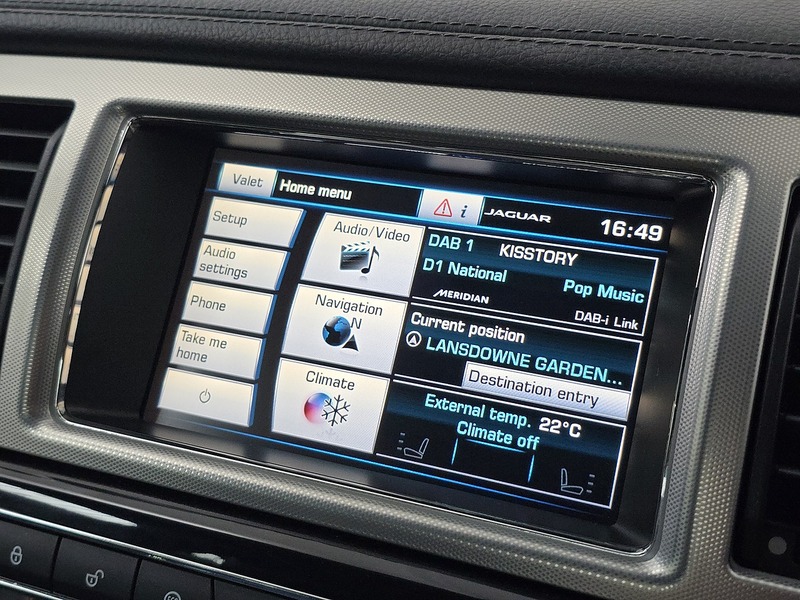 Valet
Home menu
i
JAGUAR
16:49
Setup
Audio
settings
Phone
Take me
home
Audio/Video
Navigation
N
Climate
DAB 1
KISSTORY
D1 National
Pop Music
MERIDIAN
DAB-i Link
Current position
LANSDOWNE GARDEN...
Destination entry
External temp. 22°C
Climate off